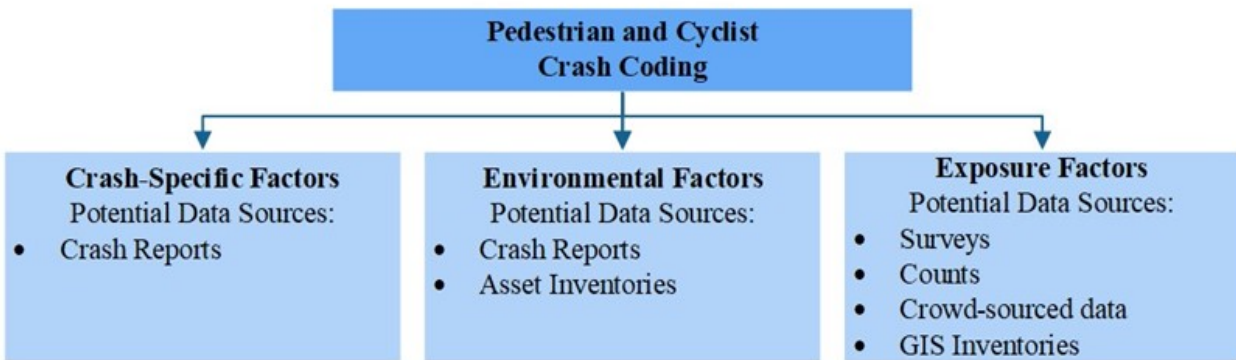 Pedestrian and Cyclist
Crash Coding
Crash-Specific Factors
Potential Data Sources:
• Crash Reports
Environmental Factors
Potential Data Sources:
• Crash Reports
• Asset Inventories
Exposure Factors
Potential Data Sources:
• Surveys
• Counts
• Crowd-sourced data
• GIS Inventories